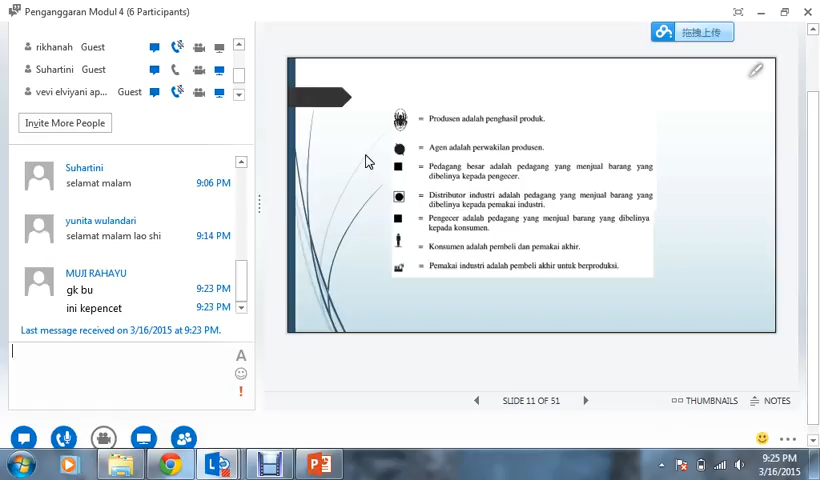 Penganggaran Modul 4 (6 Participants)
拖拽上传
rikhanah Guest
Suhartini Guest
vevi elviyani ap... Guest
Invite More People
Suhartini
selamat malam 9:06 PM
yunita wulandari
selamat malam lao shi 9:14 PM
MUJI RAHAYU
gk bu 9:23 PM
ini kepencet 9:23 PM
Last message received on 3/16/2015 at 9:23 PM.
A
= Produsen adalah penghasil produk.
= Agen adalah perwakilan produsen.
= Pedagang besar adalah pedagang yang menjual barang yang
dibelinya kepada pengecer.
= Distributor industri adalah pedagang yang menjual barang yang
dibelinya kepada pemakai industri.
= Pengecer adalah pedagang yang menjual barang yang dibelinya
kepada konsumen.
= Konsumen adalah pembeli dan pemakai akhir.
= Pemakai industri adalah pembeli akhir untuk berproduksi.
SLIDE 11 OF 51
THUMBNAILS
NOTES
9:25 PM
3/16/2015